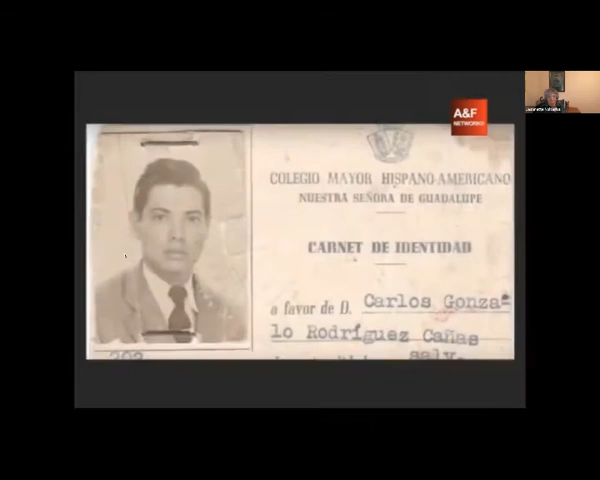 A&F
NETWORKS
COLEGIO MAYOR HISPANO-AMERICANO
NUESTRA SEÑORA DE GUADALUPE
CARNET DE IDENTIDAD
a favor de D. Carlos Gonza-
lo Rodríguez Cañas